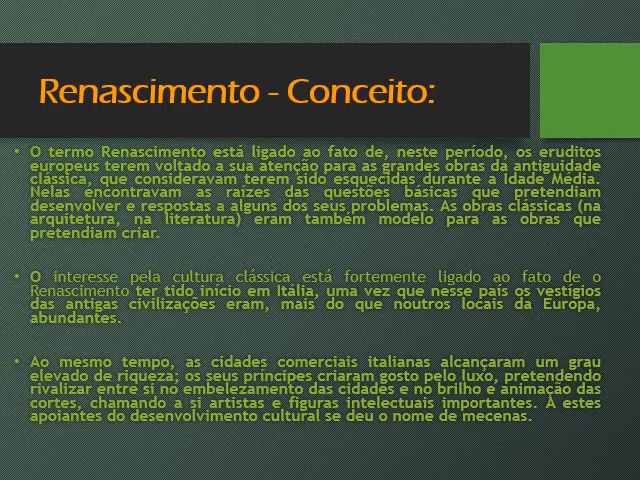 Renascimento - Conceito:
• O termo Renascimento está ligado ao fato de, neste período, os eruditos
europeus terem voltado a sua atenção para as grandes obras da antiguidade
clássica, que consideravam terem sido esquecidas durante a Idade Média.
Nelas encontravam as raízes das questões básicas que pretendiam
desenvolver e respostas a alguns dos seus problemas. As obras clássicas (na
arquitetura, na literatura) eram também modelo para as obras que
pretendiam criar.
• O interesse pela cultura clássica está fortemente ligado ao fato de o
Renascimento ter tido início em Itália, uma vez que nesse país os vestígios
das antigas civilizações eram, mais do que noutros locais da Europa,
abundantes.
• Ao mesmo tempo, as cidades comerciais italianas alcançaram um grau
elevado de riqueza; os seus príncipes criaram gosto pelo luxo, pretendendo
rivalizar entre si no embelezamento das cidades e no brilho e animação das
cortes, chamando a si artistas e figuras intelectuais importantes. A estes
apoiantes do desenvolvimento cultural se deu o nome de mecenas.